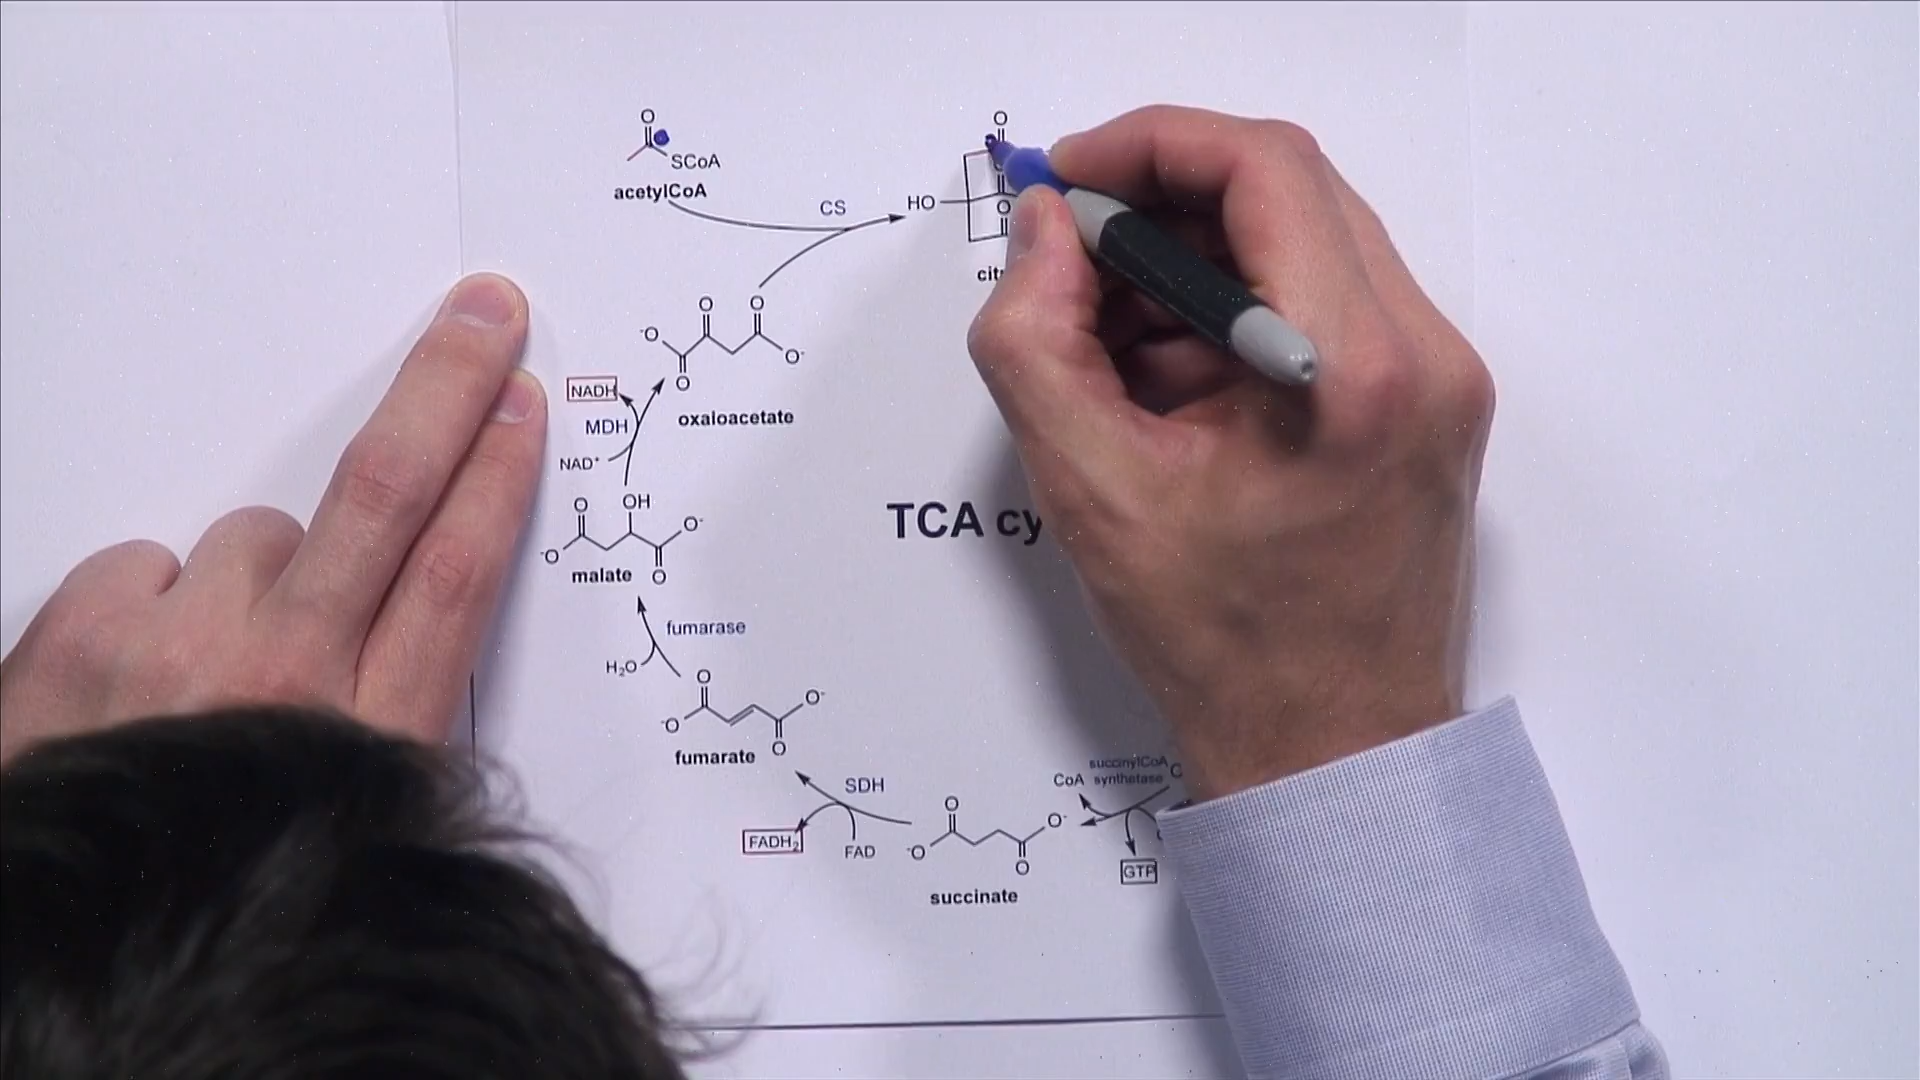 O
SCoA
acetylCoA
CS
O
HO
O
cit
O
O
⁻O
O⁻
O
oxaloacetate
NADH
MDH
NAD⁺
TCA cy
O
OH
O⁻
⁻O
O
malate
fumarase
H₂O
O
O⁻
⁻O
O
fumarate
SDH
FADH₂
FAD
O
O⁻
⁻O
O
succinate
succinylCoA
CoA synthetase
GTP